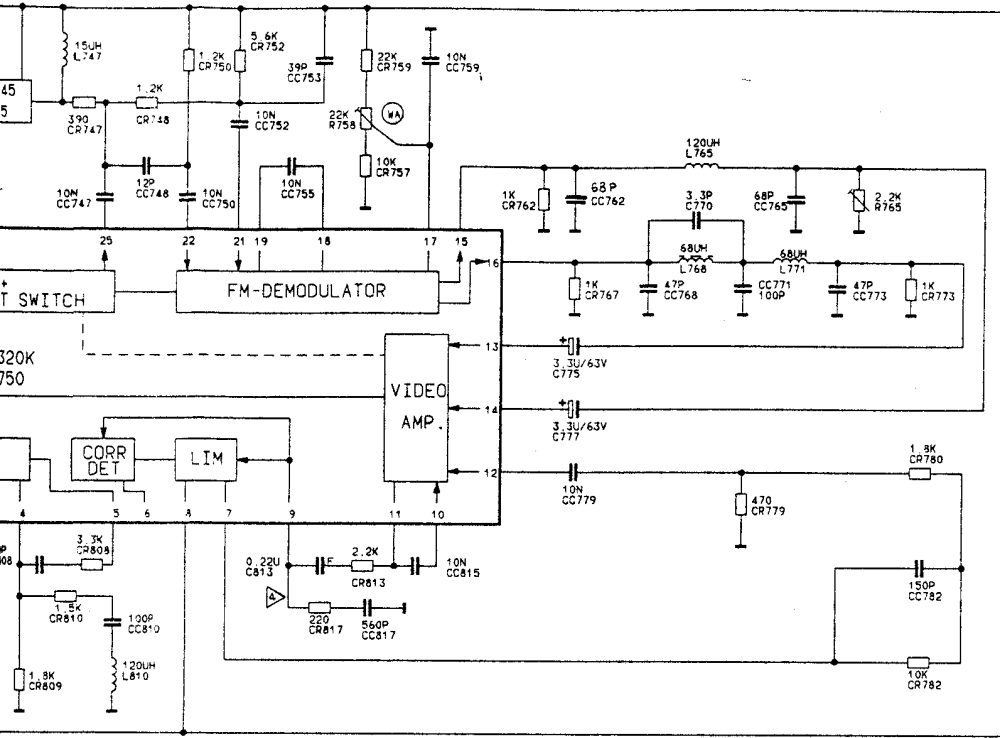 15UH
L747
1.2K
CR750
5.6K
CR752
39P
CC753
22K
CR759
10N
CC759
45
5
390
CR747
1.2K
CR748
10N
CC752
22K
R758
WA
10K
CR757
12P
CC748
10N
CC747
10N
CC750
10N
CC755
120UH
L765
1K
CR762
68P
CC762
3.3P
C770
68P
CC765
2.2K
R765
25
22
21
19
18
17
15
16
68UH
L768
68UH
L771
+
T SWITCH
FM-DEMODULATOR
1K
CR767
47P
CC768
CC771
100P
47P
CC773
1K
CR773
320K
750
VIDEO
AMP.
13
+
3.3U/63V
C775
14
+
3.3U/63V
C777
CORR
DET
LIM
12
10N
CC779
470
CR779
1.8K
CR780
4
5
6
8
7
9
11
10
P
808
3.3K
CR808
0.22U
C813
F
2.2K
CR813
10N
CC815
4
220
CR817
560P
CC817
150P
CC782
1.5K
CR810
100P
CC810
1.8K
CR809
120UH
L810
10K
CR782